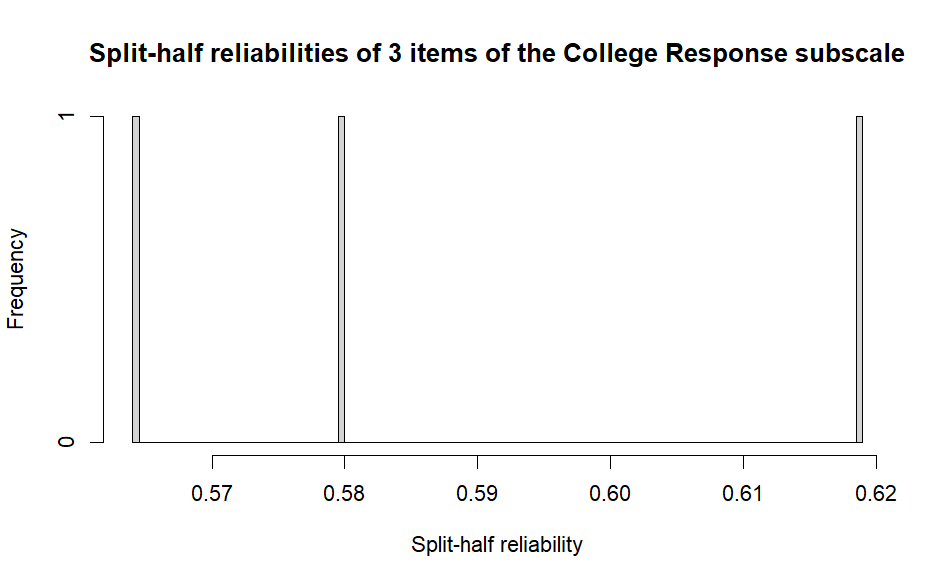 Split-half reliabilities of 3 items of the College Response subscale
1
Frequency
0
0.57 0.58 0.59 0.60 0.61 0.62
Split-half reliability